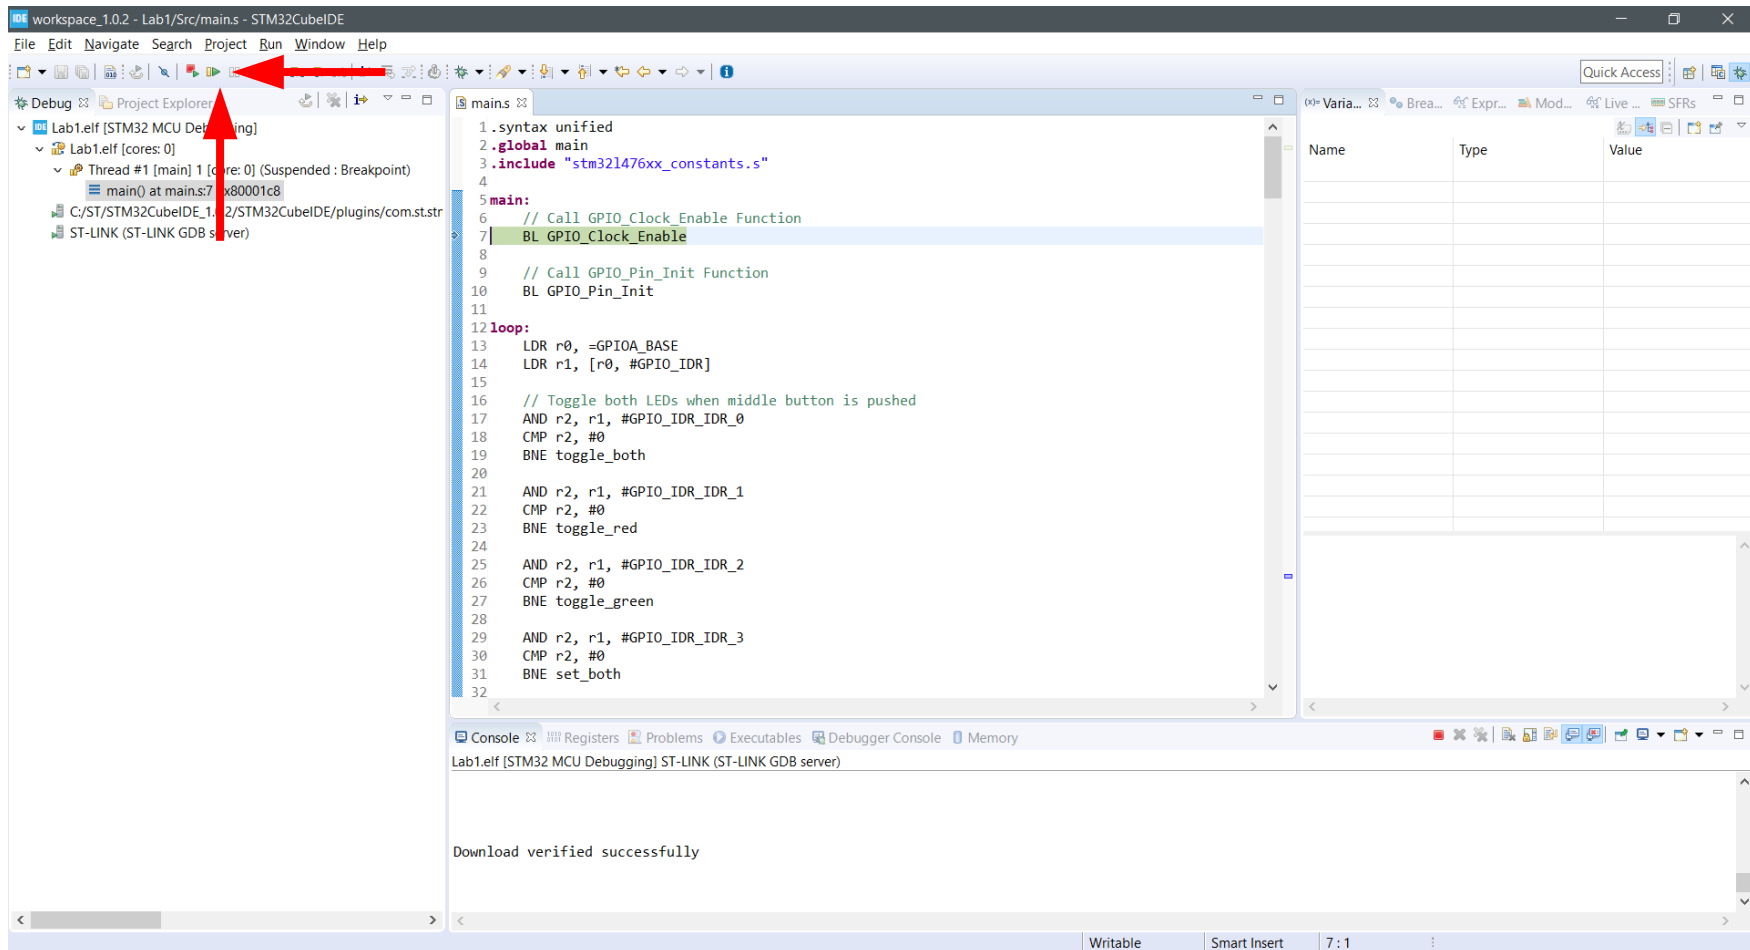 IDE workspace_1.0.2 - Lab1/Src/main.s - STM32CubeIDE
File Edit Navigate Search Project Run Window Help
Quick Access
Debug Project Explorer
Lab1.elf [STM32 MCU Debugging]
Lab1.elf [cores: 0]
Thread #1 [main] 1 [core: 0] (Suspended : Breakpoint)
main() at main.s:7 0x80001c8
C:/ST/STM32CubeIDE_1.0.2/STM32CubeIDE/plugins/com.st.str
ST-LINK (ST-LINK GDB server)
main.s
1 .syntax unified
2 .global main
3 .include "stm32l476xx_constants.s"
4
5 main:
6 // Call GPIO_Clock_Enable Function
7 BL GPIO_Clock_Enable
8
9 // Call GPIO_Pin_Init Function
10 BL GPIO_Pin_Init
11
12 loop:
13 LDR r0, =GPIOA_BASE
14 LDR r1, [r0, #GPIO_IDR]
15
16 // Toggle both LEDs when middle button is pushed
17 AND r2, r1, #GPIO_IDR_IDR_0
18 CMP r2, #0
19 BNE toggle_both
20
21 AND r2, r1, #GPIO_IDR_IDR_1
22 CMP r2, #0
23 BNE toggle_red
24
25 AND r2, r1, #GPIO_IDR_IDR_2
26 CMP r2, #0
27 BNE toggle_green
28
29 AND r2, r1, #GPIO_IDR_IDR_3
30 CMP r2, #0
31 BNE set_both
32
(x)= Varia... Brea... Expr... Mod... Live ... SFRs
Name Type Value
Console Registers Problems Executables Debugger Console Memory
Lab1.elf [STM32 MCU Debugging] ST-LINK (ST-LINK GDB server)
Download verified successfully
Writable Smart Insert 7 : 1